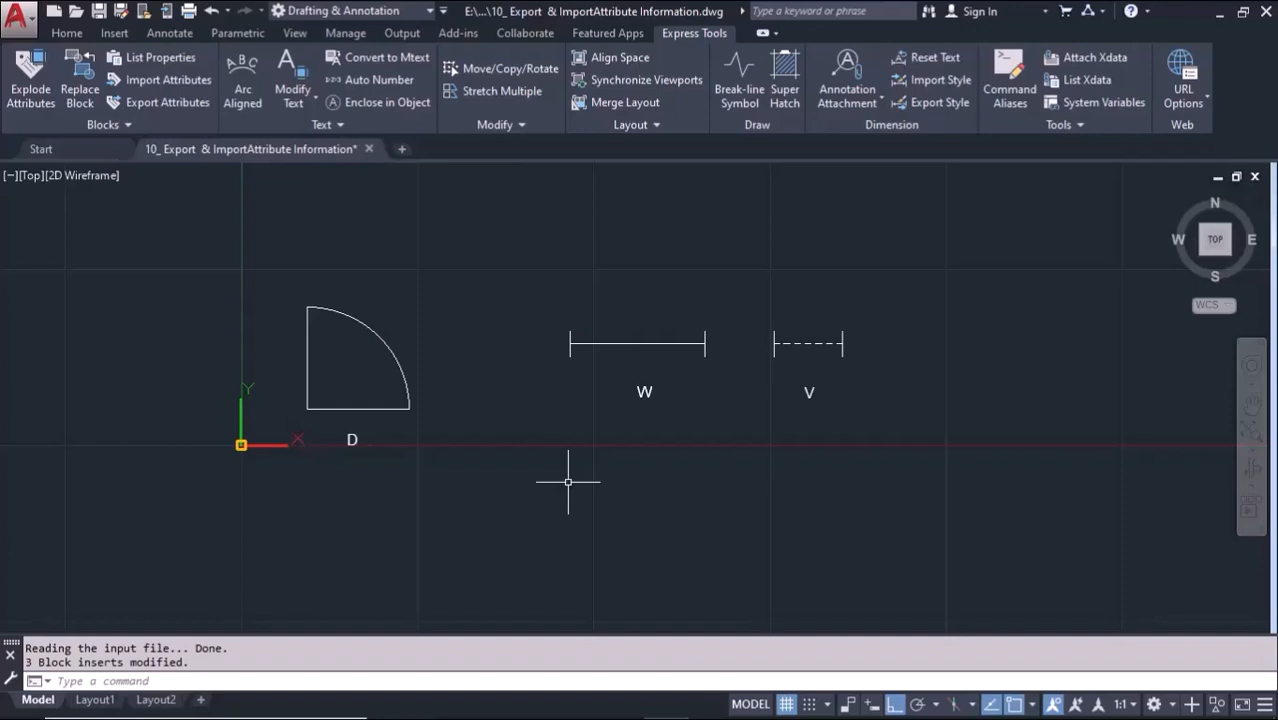 A Drafting & Annotation E:\...\10_ Export & ImportAttribute Information.dwg Type a keyword or phrase Sign In
Home Insert Annotate Parametric View Manage Output Add-ins Collaborate Featured Apps Express Tools
Explode Attributes
Replace Block
List Properties
Import Attributes
Export Attributes
Blocks
Arc Aligned
Modify Text
Convert to Mtext
Auto Number
Enclose in Object
Text
Move/Copy/Rotate
Stretch Multiple
Modify
Align Space
Synchronize Viewports
Merge Layout
Layout
Break-line Symbol
Super Hatch
Draw
Annotation Attachment
Reset Text
Import Style
Export Style
Dimension
Command Aliases
Attach Xdata
List Xdata
System Variables
Tools
URL Options
Web
Start 10_ Export & ImportAttribute Information*
[−][Top][2D Wireframe]
N
W TOP E
S
WCS
Y
X
D
W
V
Reading the input file... Done.
3 Block inserts modified.
Type a command
Model Layout1 Layout2 +
MODEL 1:1